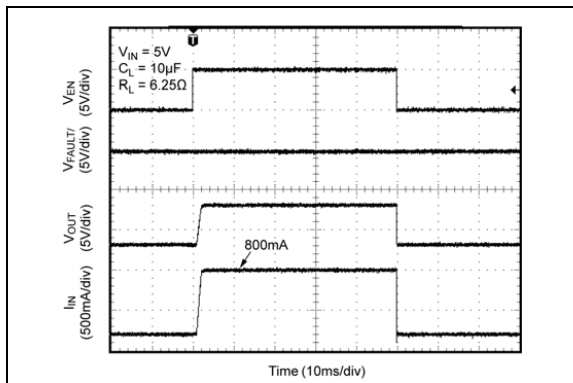 T
V_IN = 5V
C_L = 10µF
R_L = 6.25Ω
V_EN
(5V/div)
V_FAULT/
(5V/div)
V_OUT
(5V/div)
800mA
I_IN
(500mA/div)
Time (10ms/div)